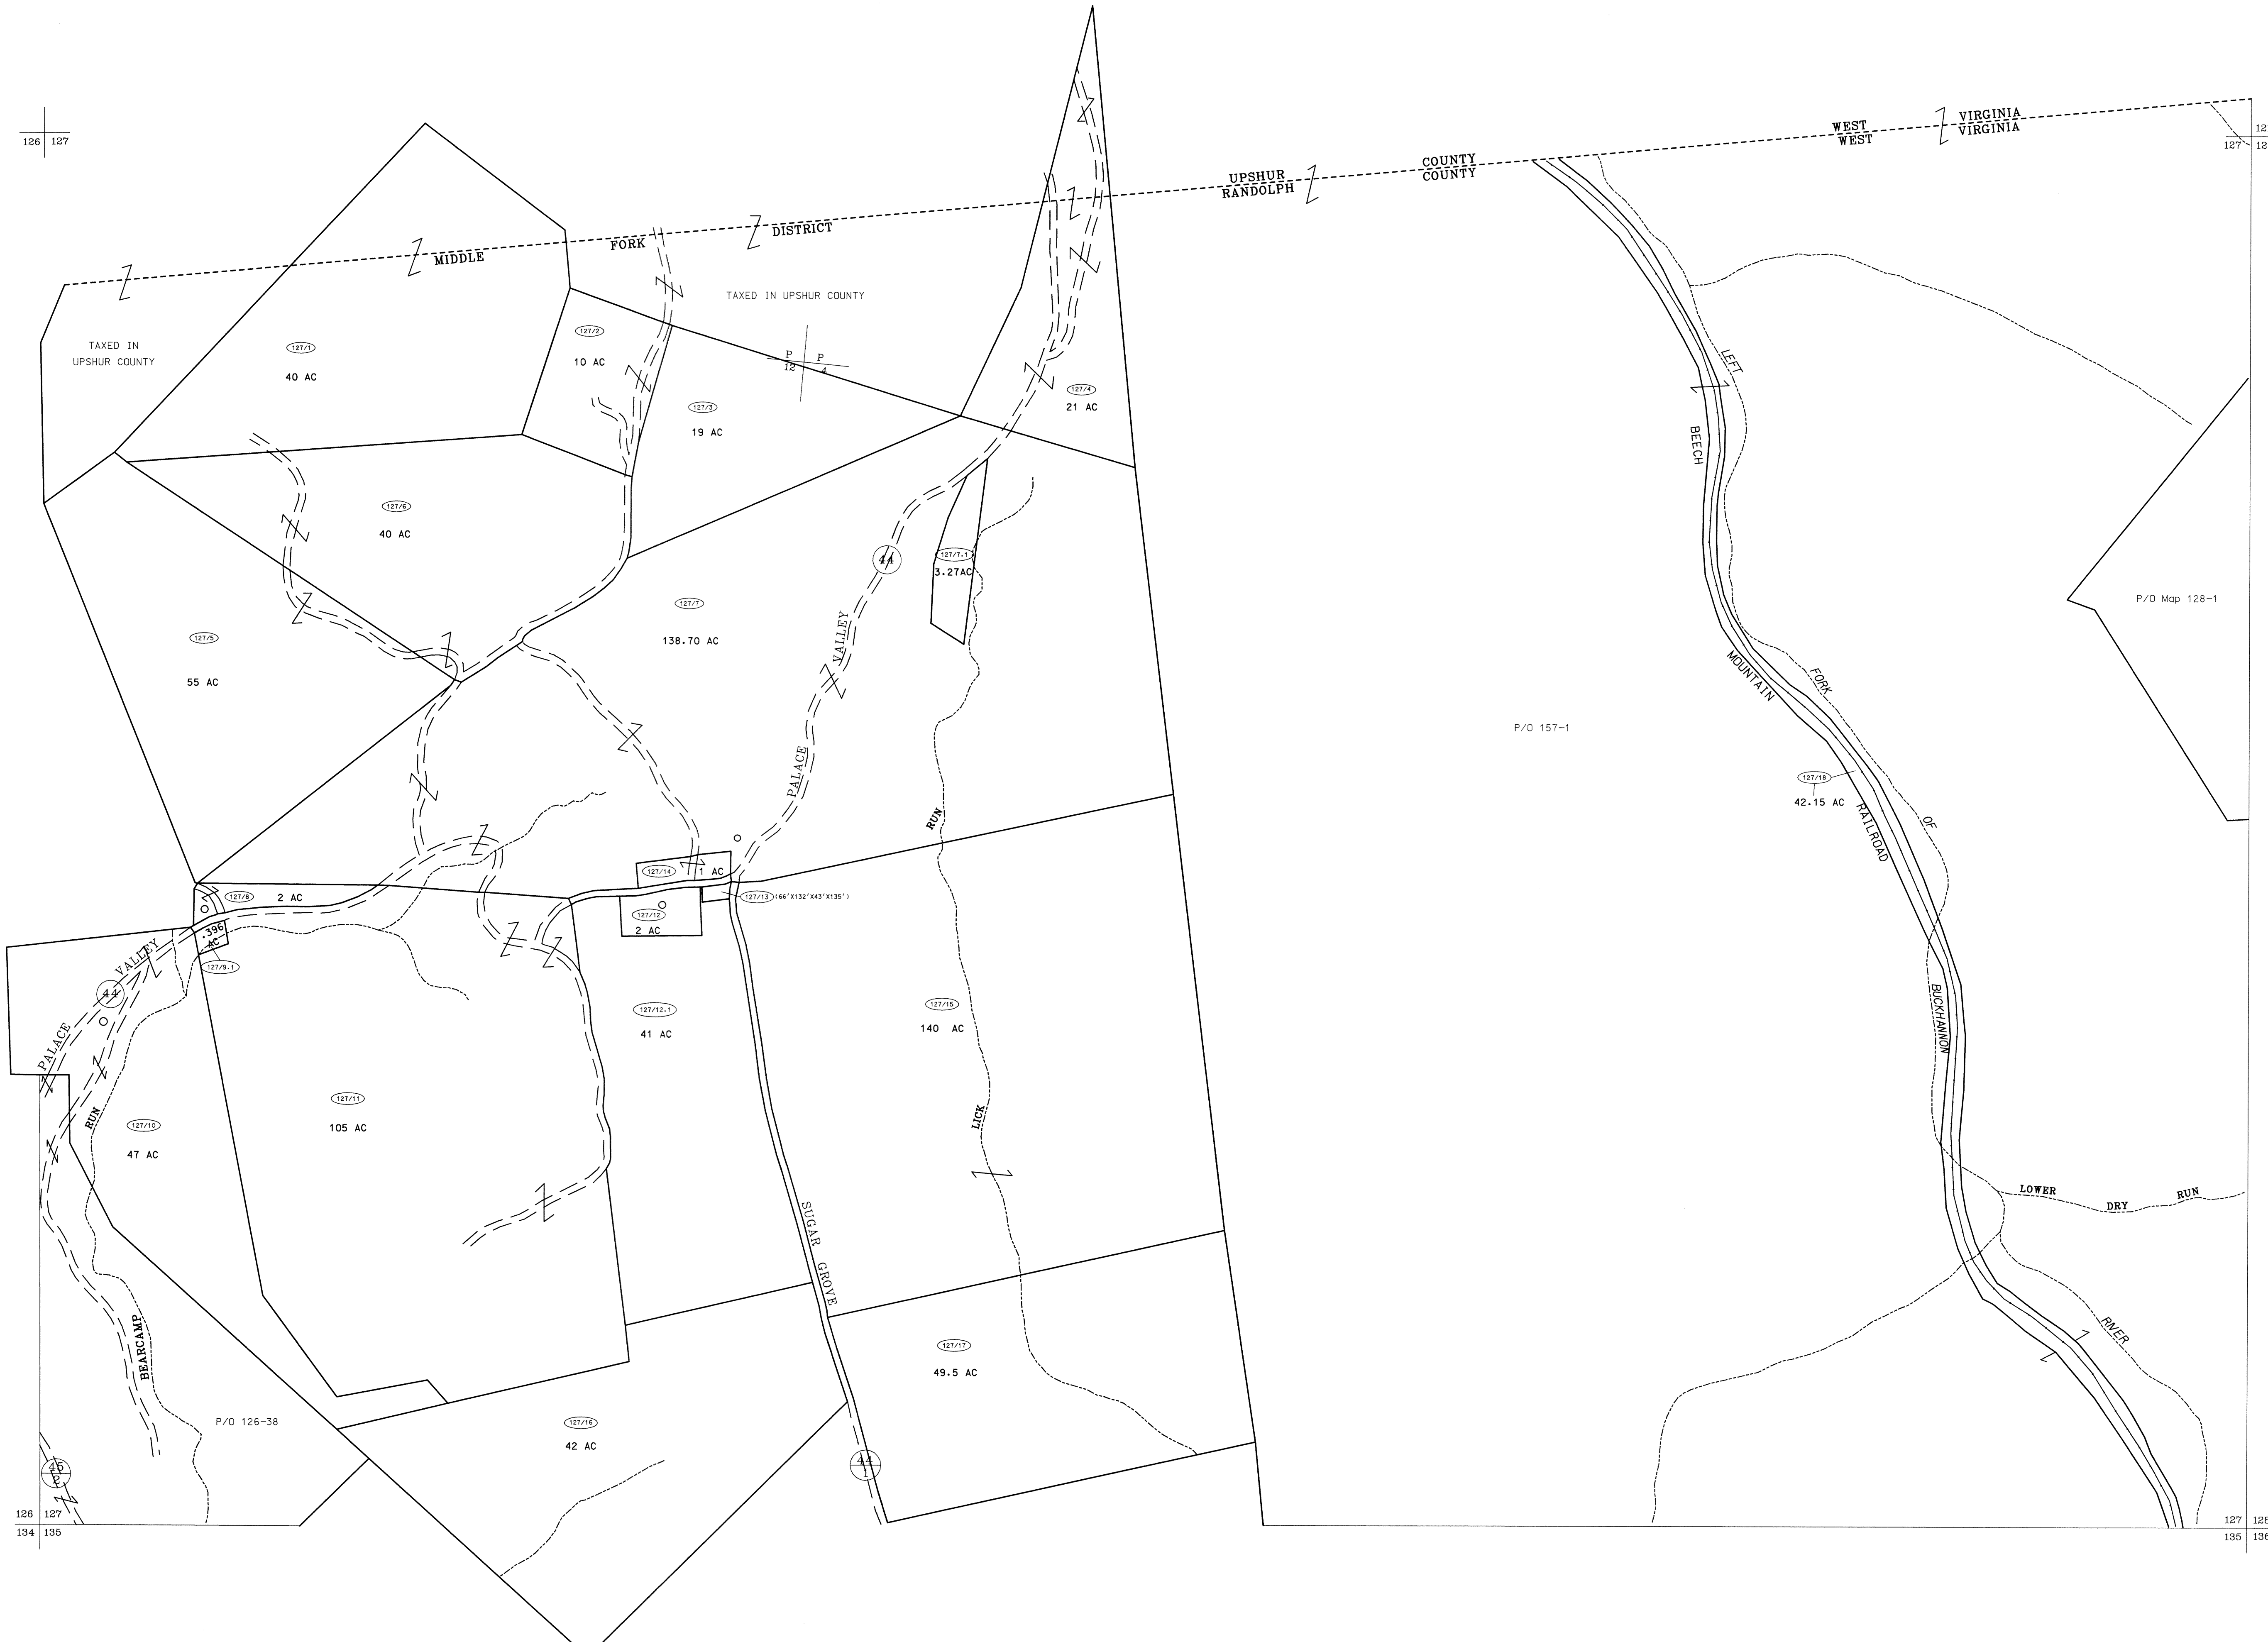 126 127
WEST VIRGINIA
WEST VIRGINIA
12
127 12
UPSHUR COUNTY
RANDOLPH COUNTY
MIDDLE FORK DISTRICT
TAXED IN UPSHUR COUNTY
TAXED IN
UPSHUR COUNTY
127/1
40 AC
127/2
10 AC
P P
12 4
127/3
19 AC
127/4
21 AC
LEFT
BEECH
127/6
40 AC
44
127/7.1
3.27AC
127/5
55 AC
127/7
138.70 AC
VALLEY
PALACE
P/O Map 128-1
MOUNTAIN
FORK
P/O 157-1
127/18
42.15 AC
RAILROAD
OF
RUN
127/14
1 AC
127/8
2 AC
127/13 (66'X132'X43'X135')
127/12
2 AC
.396
AC
127/9.1
VALLEY
44
PALACE
127/12.1
41 AC
127/15
140 AC
BUCKHANNON
127/11
105 AC
127/10
47 AC
RUN
LICK
LOWER DRY RUN
SUGAR GROVE
BEARCAMP
127/17
49.5 AC
RIVER
P/O 126-38
127/16
42 AC
45
2
44
1
126 127
134 135
127 128
135 136